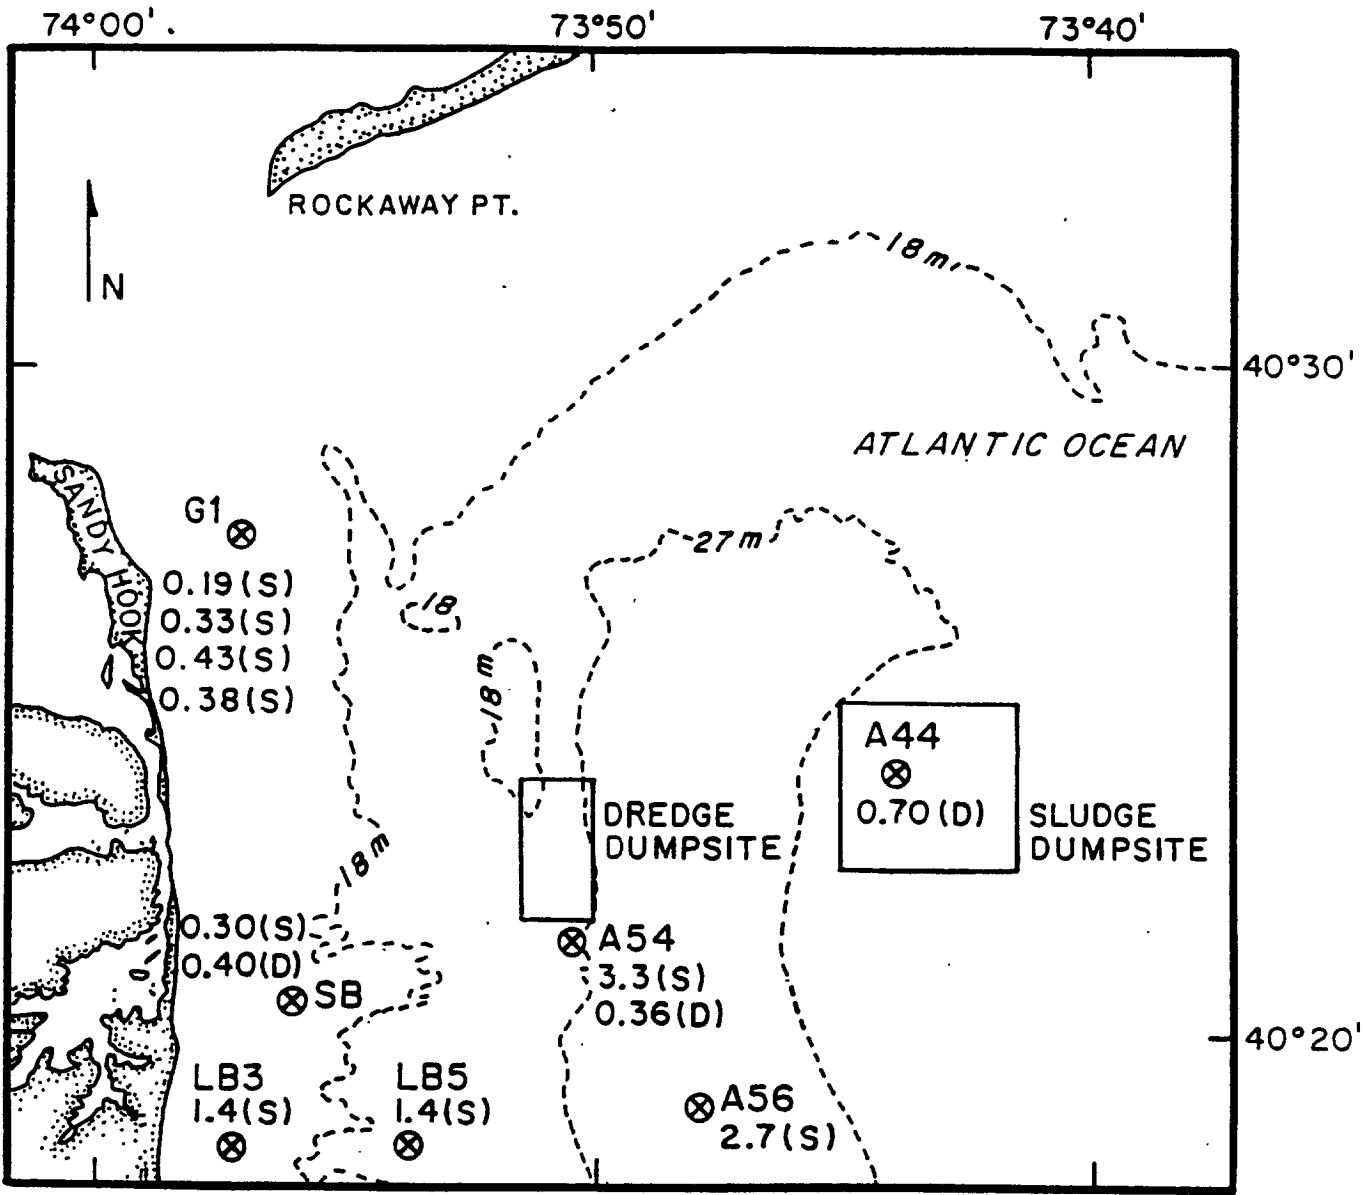 74°00'.
73°50'
73°40'
ROCKAWAY PT.
N
18m
40°30'
ATLANTIC OCEAN
SANDY HOOK
G1
0.19(S)
0.33(S)
0.43(S)
0.38(S)
27m
18
18m
A44
0.70(D)
DREDGE
DUMPSITE
SLUDGE
DUMPSITE
18m
0.30(S)
0.40(D)
SB
A54
3.3(S)
0.36(D)
40°20'
LB3
1.4(S)
LB5
1.4(S)
A56
2.7(S)